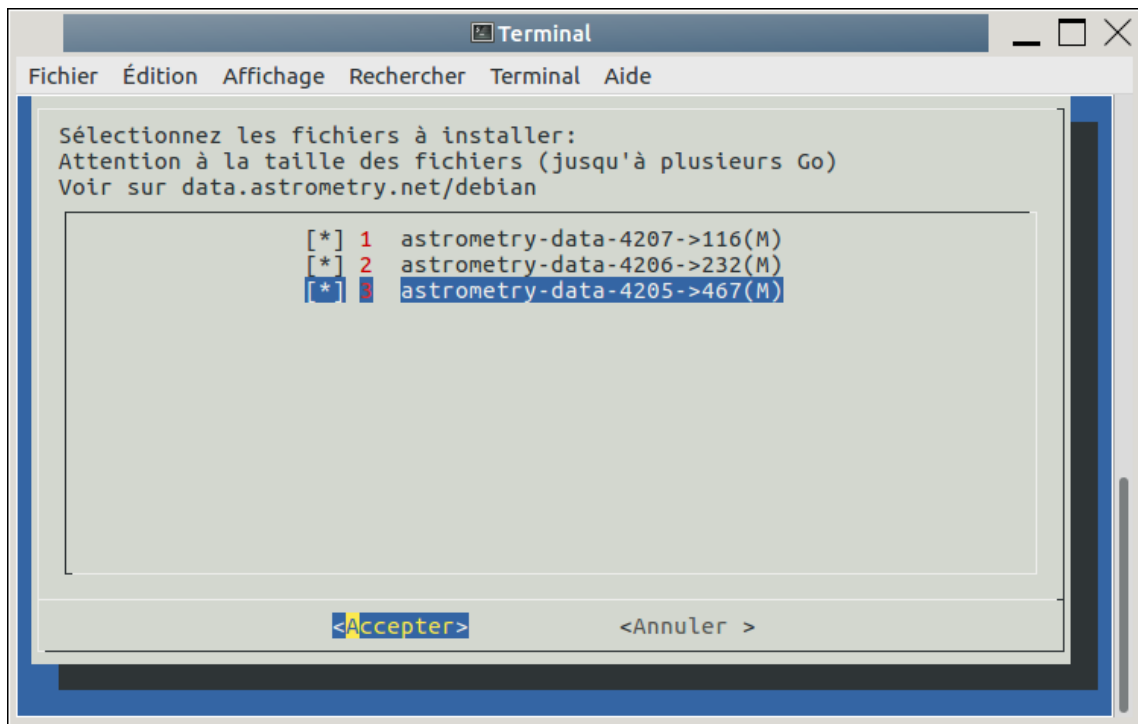 Terminal
Fichier Édition Affichage Rechercher Terminal Aide
Sélectionnez les fichiers à installer:
Attention à la taille des fichiers (jusqu'à plusieurs Go)
Voir sur data.astrometry.net/debian
[*] 1 astrometry-data-4207->116(M)
[*] 2 astrometry-data-4206->232(M)
[*] 3 astrometry-data-4205->467(M)
<Accepter> <Annuler >